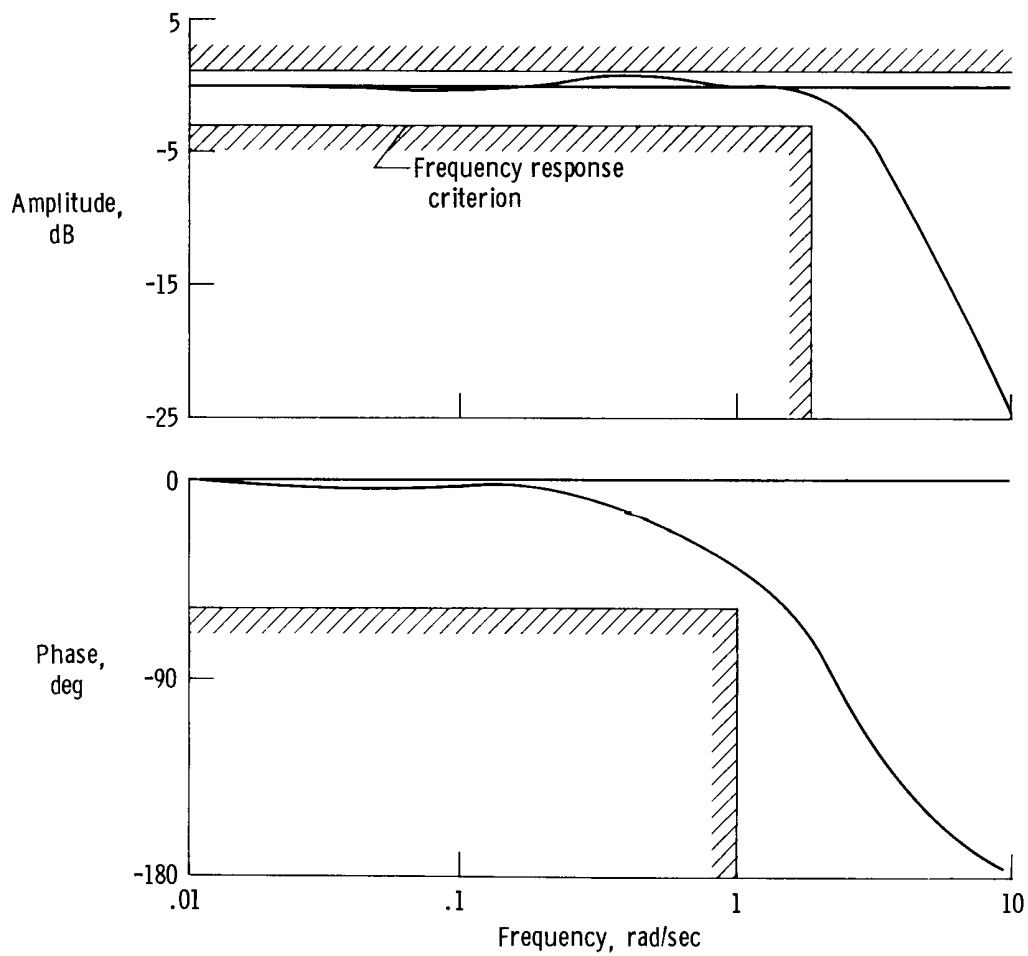 5
-5
Frequency response
criterion
Amplitude,
dB
-15
-25
0
Phase,
deg
-90
-180
.01
.1
1
10
Frequency, rad/sec